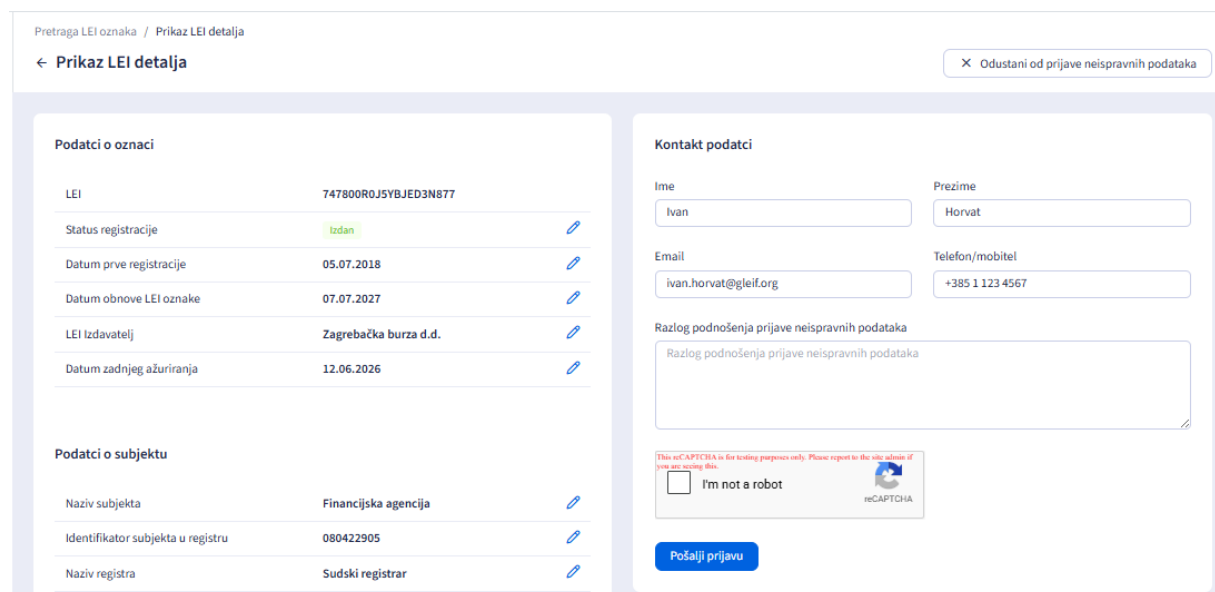 Pretraga LEI oznaka / Prikaz LEI detalja
← Prikaz LEI detalja
× Odustani od prijave neispravnih podataka
Podatci o oznaci
LEI 747800R0J5YBJED3N877
Status registracije Izdan
Datum prve registracije 05.07.2018
Datum obnove LEI oznake 07.07.2027
LEI Izdavatelj Zagrebačka burza d.d.
Datum zadnjeg ažuriranja 12.06.2026
Podatci o subjektu
Naziv subjekta Financijska agencija
Identifikator subjekta u registru 080422905
Naziv registra Sudski registrar
Kontakt podatci
Ime Prezime
Ivan Horvat
Email Telefon/mobitel
ivan.horvat@gleif.org +385 1 123 4567
Razlog podnošenja prijave neispravnih podataka
Razlog podnošenja prijave neispravnih podataka
This reCAPTCHA is for testing purposes only. Please report to the site admin if
you are seeing this.
I'm not a robot
reCAPTCHA
Pošalji prijavu